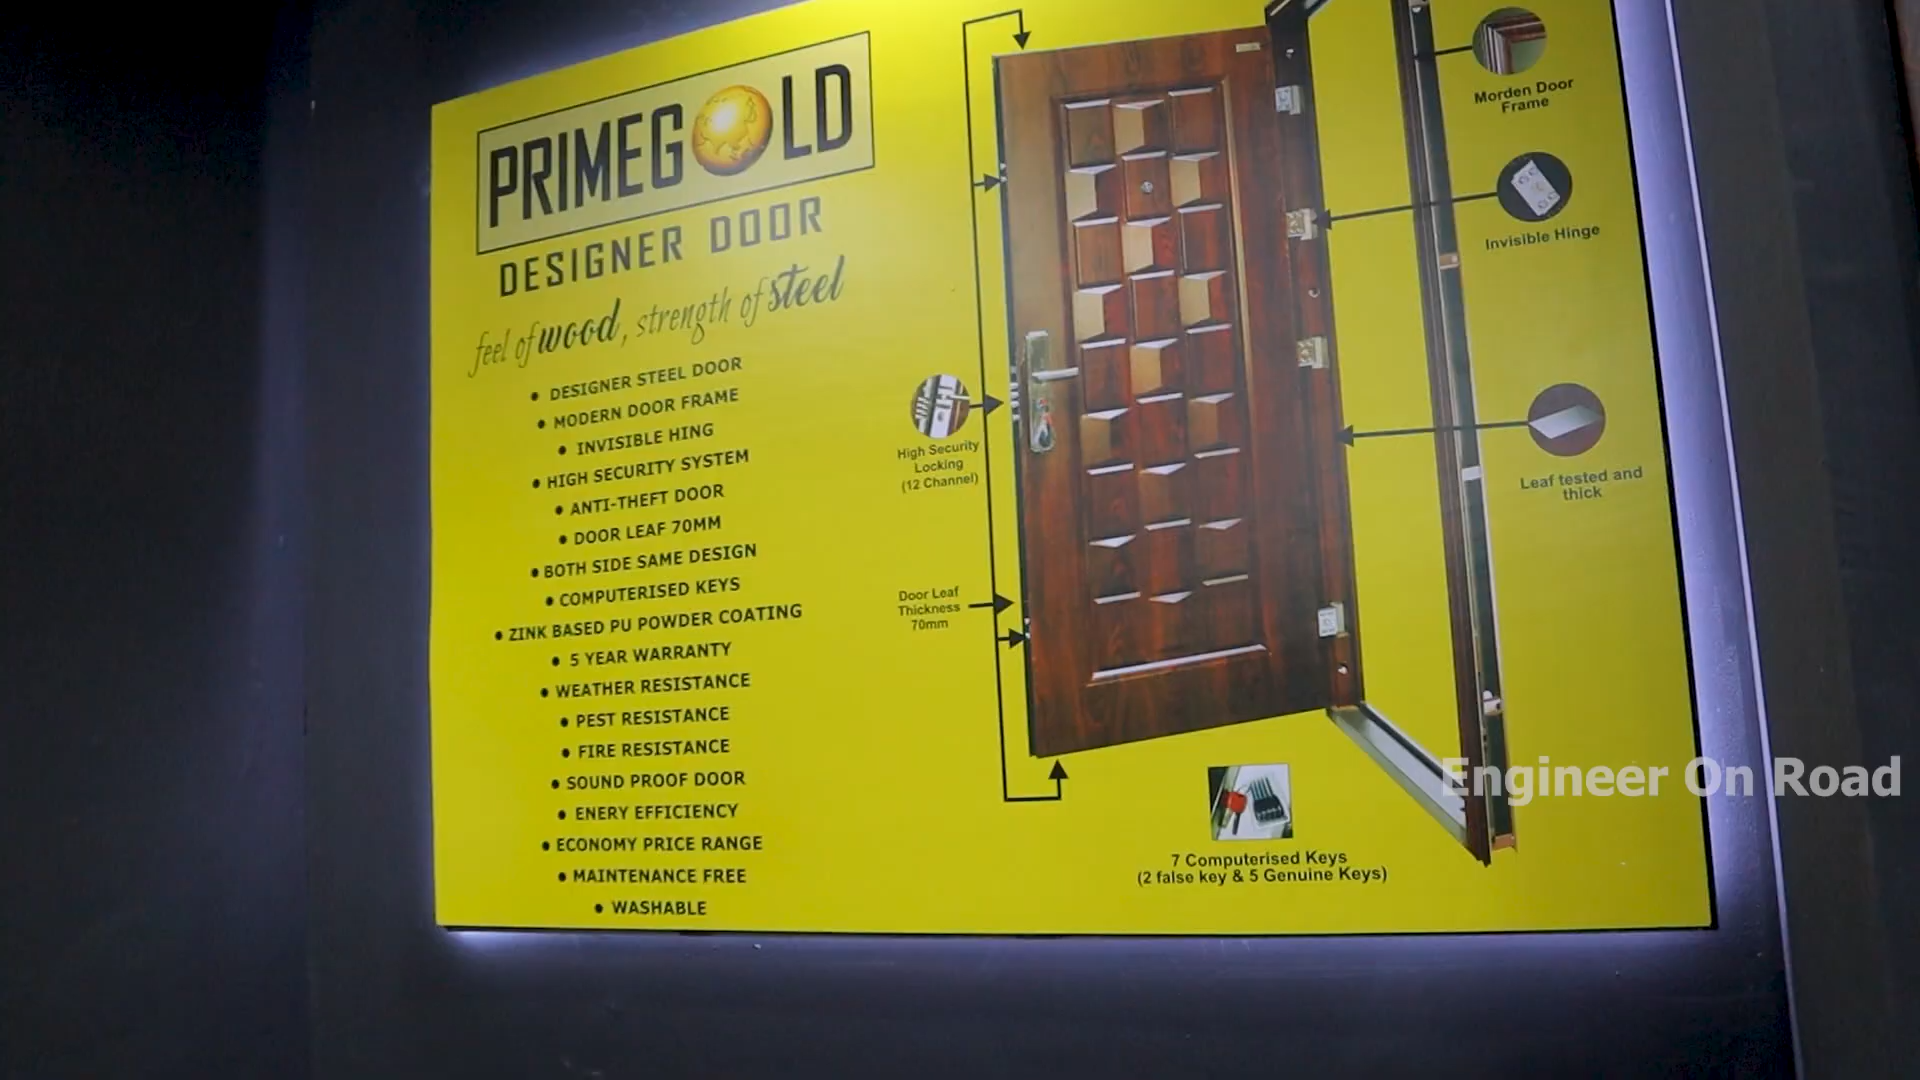 PRIMEGOLD
DESIGNER DOOR
feel of wood, strength of steel
• DESIGNER STEEL DOOR
• MODERN DOOR FRAME
• INVISIBLE HING
• HIGH SECURITY SYSTEM
• ANTI-THEFT DOOR
• DOOR LEAF 70MM
• BOTH SIDE SAME DESIGN
• COMPUTERISED KEYS
• ZINK BASED PU POWDER COATING
• 5 YEAR WARRANTY
• WEATHER RESISTANCE
• PEST RESISTANCE
• FIRE RESISTANCE
• SOUND PROOF DOOR
• ENERY EFFICIENCY
• ECONOMY PRICE RANGE
• MAINTENANCE FREE
• WASHABLE
High Security
Locking
(12 Channel)
Door Leaf
Thickness
70mm
Morden Door
Frame
Invisible Hinge
Leaf tested and
thick
7 Computerised Keys
(2 false key & 5 Genuine Keys)
Engineer On Road